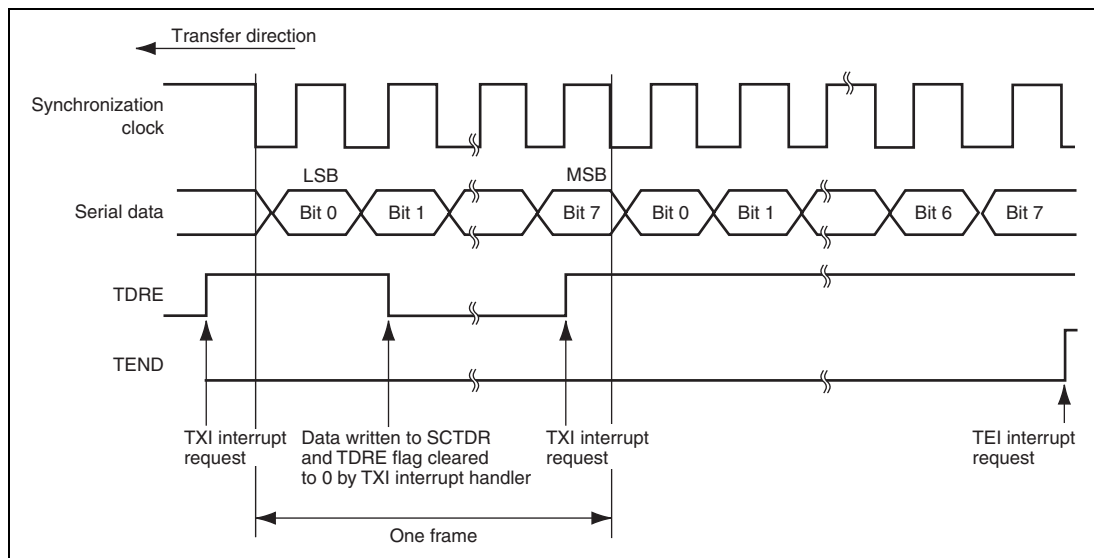 Transfer direction
Synchronization
clock
LSB
MSB
Serial data
Bit 0
Bit 1
Bit 7
Bit 0
Bit 1
Bit 6
Bit 7
TDRE
TEND
TXI interrupt
request
Data written to SCTDR
and TDRE flag cleared
to 0 by TXI interrupt handler
TXI interrupt
request
TEI interrupt
request
One frame